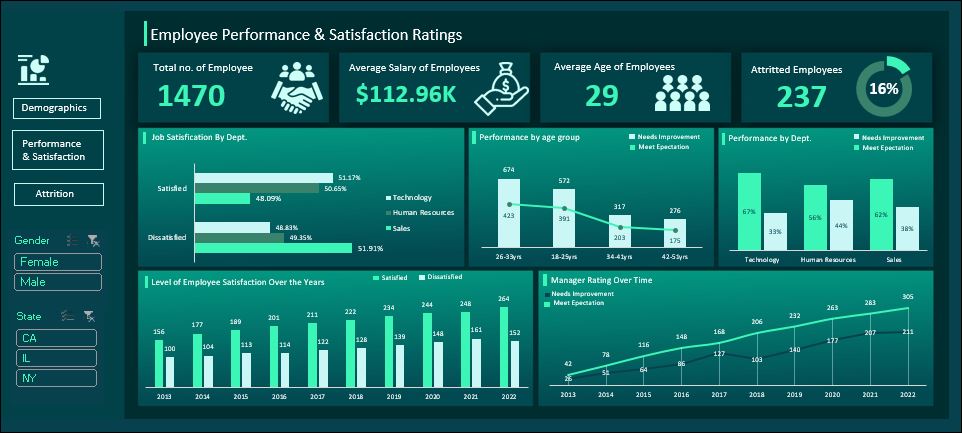 Employee Performance & Satisfaction Ratings
Demographics
Performance
& Satisfaction
Attrition
Gender
Female
Male
State
CA
IL
NY
Total no. of Employee
1470
Average Salary of Employees
$112.96K
Average Age of Employees
29
Attritted Employees
237
16%
Job Satisfication By Dept.
Satisfied
51.17%
50.65%
48.09%
Dissatisfied
48.83%
49.35%
51.91%
Technology
Human Resources
Sales
Performance by age group
Needs Improvement
Meet Epectation
674
572
317
276
423
391
203
175
26-33yrs
18-25yrs
34-41yrs
42-51yrs
Performance by Dept.
Needs Improvement
Meet Epectation
67%
33%
56%
44%
62%
38%
Technology
Human Resources
Sales
Level of Employee Satisfaction Over the Years
Satisfied
Dissatisfied
156 177 189 201 211 222 234 244 248 264
100 104 113 114 122 128 139 148 161 152
2013 2014 2015 2016 2017 2018 2019 2020 2021 2022
Manager Rating Over Time
Needs Improvement
Meet Epectation
42 78 116 148 168 206 232 263 283 305
26 51 64 86 127 103 140 177 207 211
2013 2014 2015 2016 2017 2018 2019 2020 2021 2022